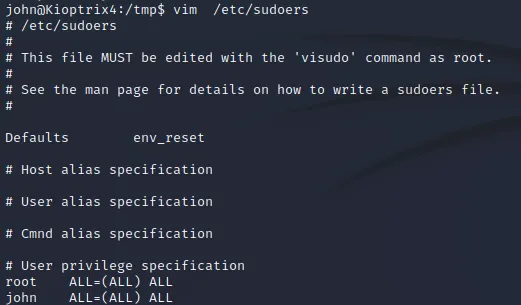 john@Kioptrix4:/tmp$ vim  /etc/sudoers
# /etc/sudoers
#
# This file MUST be edited with the 'visudo' command as root.
#
# See the man page for details on how to write a sudoers file.
#
Defaults        env_reset
# Host alias specification
# User alias specification
# Cmnd alias specification
# User privilege specification
root    ALL=(ALL) ALL
john    ALL=(ALL) ALL